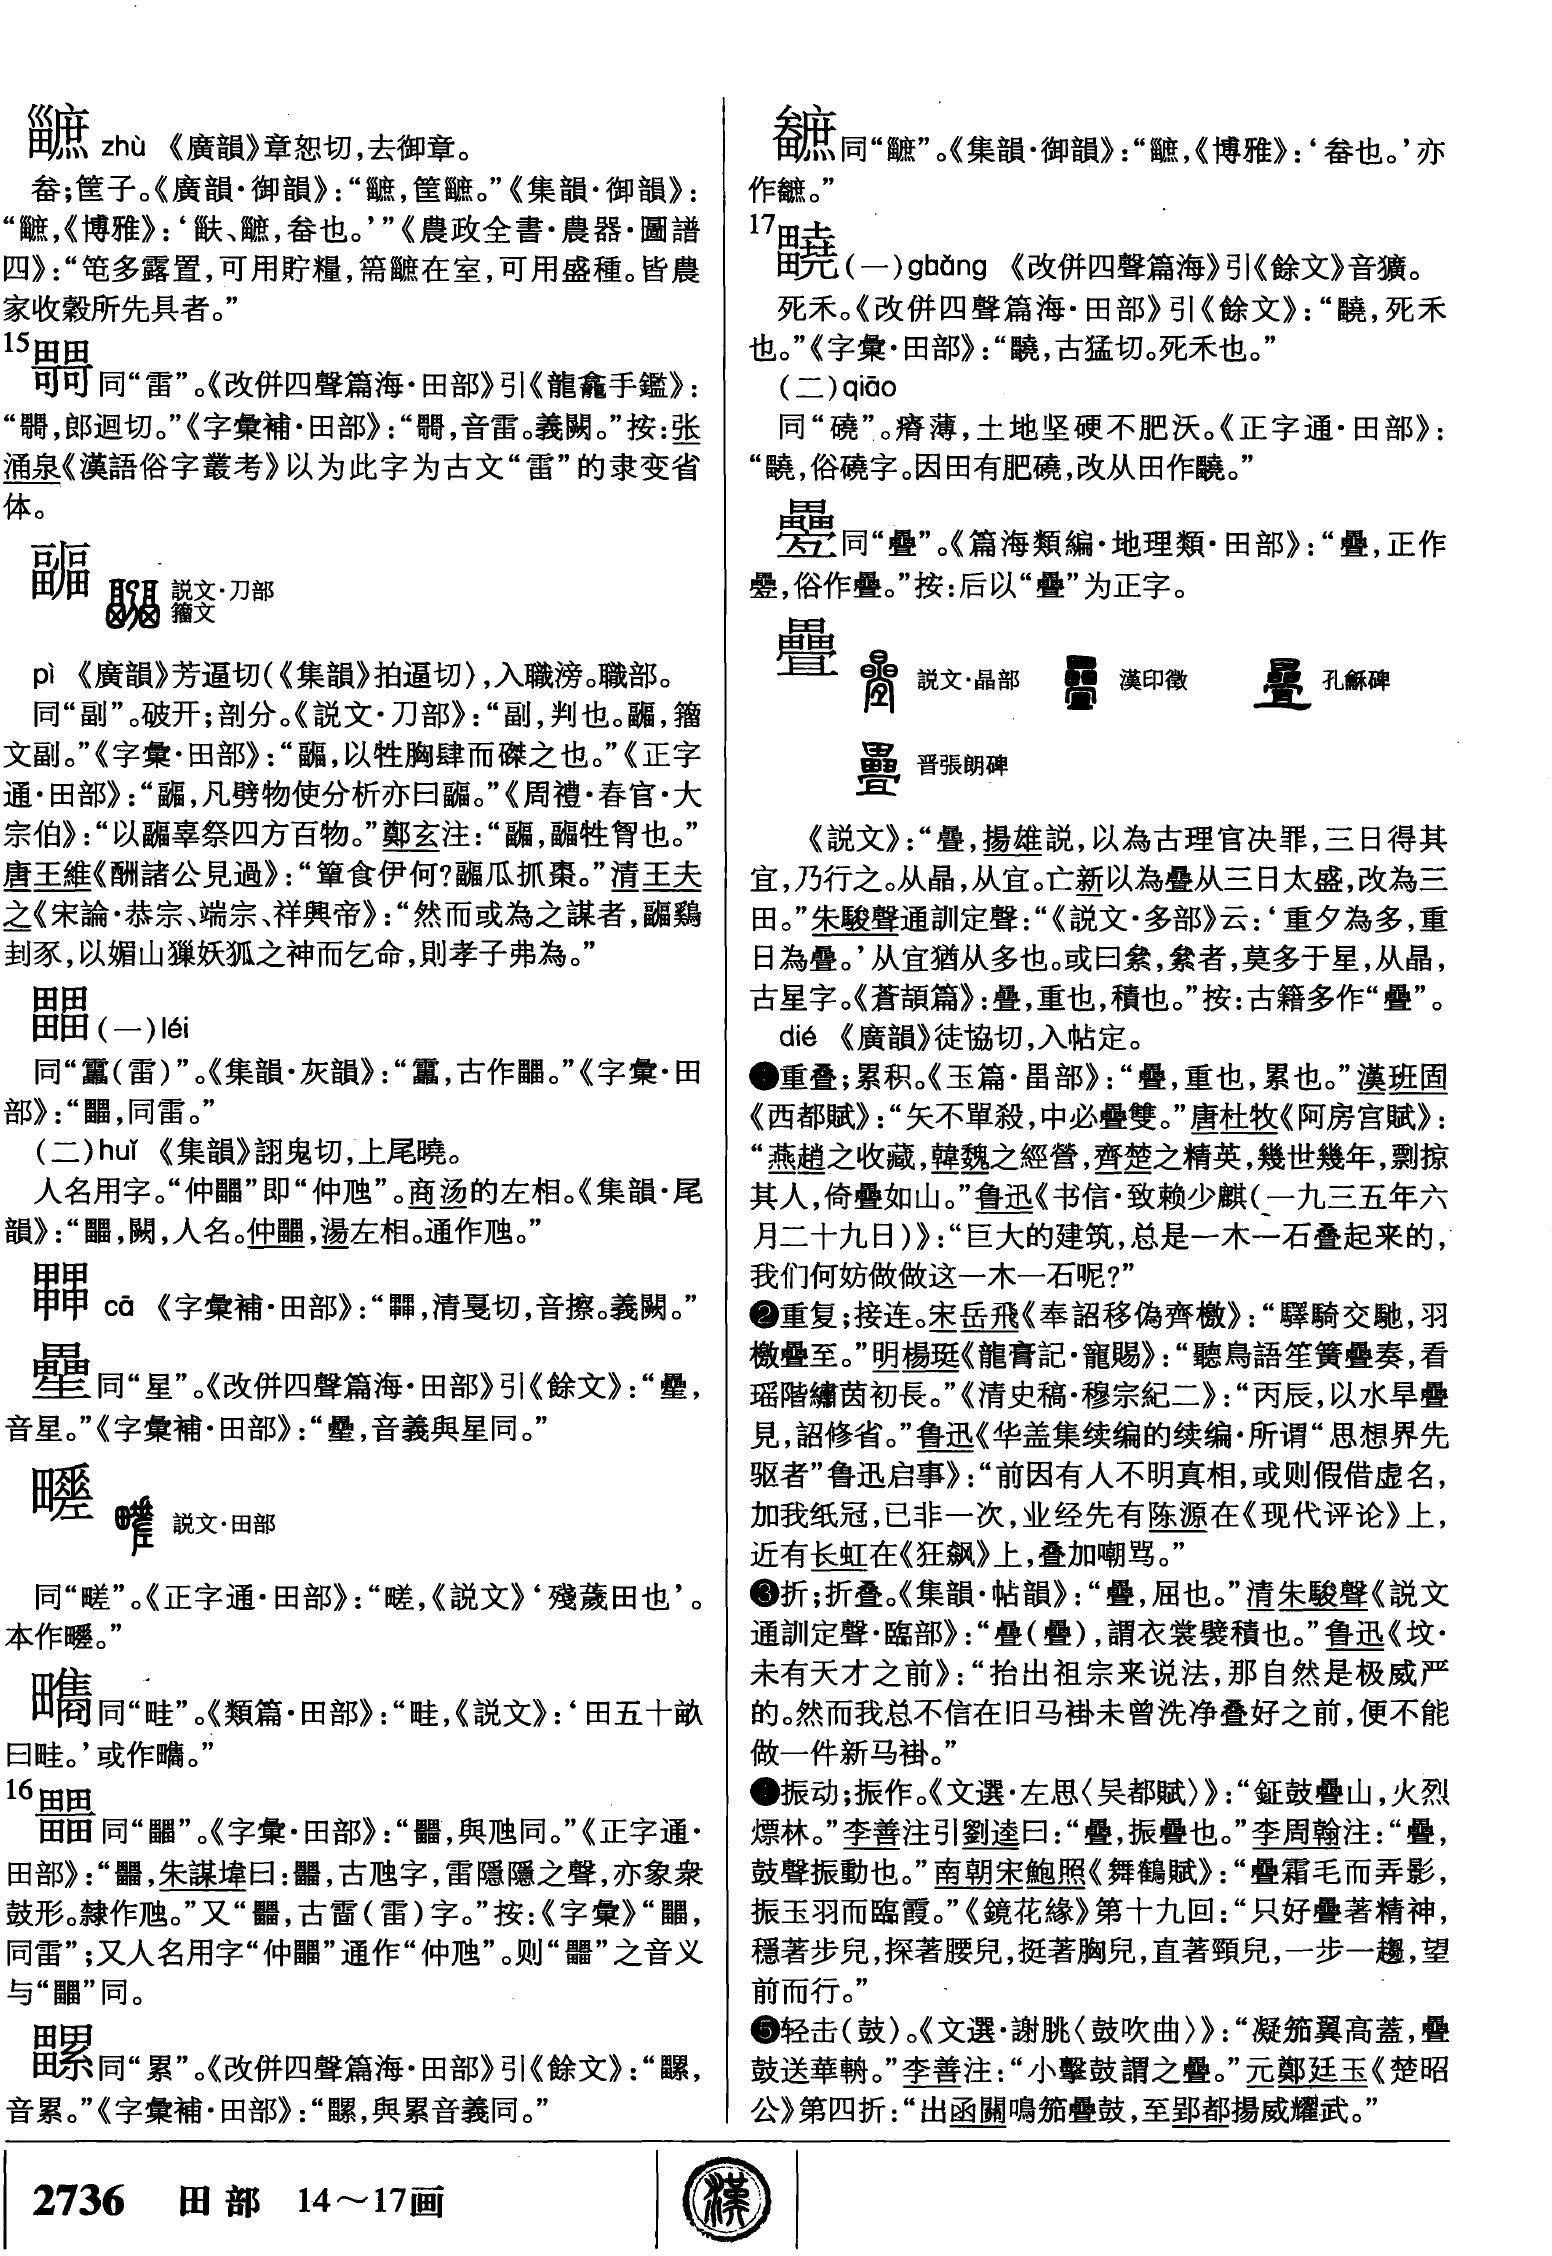 䵂 zhù 《廣韻》章恕切，去御章。
畚；筐子。《廣韻·御韻》：“，筐。”《集韻·御韻》：
“，《博雅》：‘、，畚也。’”《農政全書·農器·圖譜
四》：“笔多露置，可用貯糧，在室，可用盛種。皆農
家收穀所先具者。”
15
同“雷”。《改併四聲篇海·田部》引《龍龕手鑑》：
“，郎迴切。”《字彙補·田部》：“，音雷。義闕。”按：张
涌泉《漢語俗字叢考》以为此字为古文“雷”的隶变省
体。
疈 説文·刀部
籀文
pì 《廣韻》芳逼切（《集韻》拍逼切），入職滂。職部。
同“副”。破开；剖分。《説文·刀部》：“副，判也。疈，籀
文副。”《字彙·田部》：“疈，以牲胸肆而磔之也。”《正字
通·田部》：“疈，凡劈物使分析亦曰疈。”《周禮·春官·大
宗伯》：“以疈辜祭四方百物。”鄭玄注：“疈，疈牲胷也。”
唐王維《酬諸公見過》：“簞食伊何？疈瓜抓棗。”清王夫
之《宋論·恭宗、端宗、祥興帝》：“然而或為之謀者，疈鷄
封豕，以媚山獵妖狐之神而乞命，則孝子弗為。”
畾畾（一）léi
同“靁（雷）”。《集韻·灰韻》：“靁，古作𤳳。”《字彙·田
部》：“𤳳，同雷。”
（二）huǐ 《集韻》詡鬼切，上尾曉。
人名用字。“仲𤳳”即“仲虺”。商汤的左相。《集韻·尾
韻》：“𤳳，闕，人名。仲𤳳，湯左相。通作虺。”
cā 《字彙補·田部》：“，清戛切，音擦。義闕。”
同“星”。《改併四聲篇海·田部》引《餘文》：“，
音星。”《字彙補·田部》：“，音義與星同。”
説文·田部
同“𤳋”。《正字通·田部》：“，《説文》‘殘薉田也’。
本作。”
同“畦”。《類篇·田部》：“畦，《説文》：‘田五十畝
曰畦。’或作。”
16
同“𤳳”。《字彙·田部》：“，與虺同。”《正字通·
田部》：“，朱謀㙔曰：，古虺字，雷隱隱之聲，亦象衆
鼓形。隸作虺。”又“，古䨓（雷）字。”按：《字彙》“𤳳，
同雷”；又人名用字“仲𤳳”通作“仲虺”。则“”之音义
与“𤳳”同。
同“累”。《改併四聲篇海·田部》引《餘文》：“，
音累。”《字彙補·田部》：“，與累音義同。”
同“”。《集韻·御韻》：“，《博雅》：‘畚也。’亦
作。”
17
（一）gǒng 《改併四聲篇海》引《餘文》音獷。
死禾。《改併四聲篇海·田部》引《餘文》：“，死禾
也。”《字彙·田部》：“，古猛切。死禾也。”
（二）qiāo
同“磽”。瘠薄，土地坚硬不肥沃。《正字通·田部》：
“，俗磽字。因田有肥磽，改从田作。”
同“疊”。《篇海類編·地理類·田部》：“疊，正作
，俗作疊。”按：后以“疊”为正字。
疊 説文·晶部 漢印徵 孔龢碑
晋張朗碑
《説文》：“疊，揚雄説，以為古理官决罪，三日得其
宜，乃行之。从晶，从宜。亡新以為疊从三日太盛，改為三
田。”朱駿聲通訓定聲：“《説文·多部》云：‘重夕為多，重
日為疊。’从宜猶从多也。或曰絫，絫者，莫多于星，从晶，
古星字。《蒼頡篇》：疊，重也，積也。”按：古籍多作“疊”。
dié 《廣韻》徒協切，入帖定。
❶重叠；累积。《玉篇·畕部》：“疊，重也，累也。”漢班固
《西都賦》：“矢不單殺，中必疊雙。”唐杜牧《阿房宫賦》：
“燕趙之收藏，韓魏之經營，齊楚之精英，幾世幾年，剽掠
其人，倚疊如山。”鲁迅《书信·致赖少麒（一九三五年六
月二十九日）》：“巨大的建筑，总是一木一石叠起来的，
我们何妨做做这一木一石呢？”
❷重复；接连。宋岳飛《奉詔移偽齊檄》：“驛騎交馳，羽
檄疊至。”明楊珽《龍膏記·寵賜》：“聽鳥語笙簧疊奏，看
瑶階繡茵初長。”《清史稿·穆宗紀二》：“丙辰，以水旱疊
見，詔修省。”鲁迅《华盖集续编的续编·所谓“思想界先
驱者”鲁迅启事》：“前因有人不明真相，或则假借虚名，
加我纸冠，已非一次，业经先有陈源在《现代评论》上，
近有长虹在《狂飙》上，叠加嘲骂。”
❸折；折叠。《集韻·帖韻》：“疊，屈也。”清朱駿聲《説文
通訓定聲·臨部》：“疊（疊），謂衣裳襞積也。”鲁迅《坟·
未有天才之前》：“抬出祖宗来说法，那自然是极威严
的。然而我总不信在旧马褂未曾洗净叠好之前，便不能
做一件新马褂。”
❹振动；振作。《文選·左思〈吴都賦〉》：“鉦鼓疊山，火烈
熛林。”李善注引劉逵曰：“疊，振疊也。”李周翰注：“疊，
鼓聲振動也。”南朝宋鮑照《舞鶴賦》：“疊霜毛而弄影，
振玉羽而臨霞。”《鏡花緣》第十九回：“只好疊著精神，
穩著步兒，探著腰兒，挺著胸兒，直著頸兒，一步一趨，望
前而行。”
❺轻击（鼓）。《文選·謝朓〈鼓吹曲〉》：“凝笳翼高蓋，疊
鼓送華輈。”李善注：“小擊鼓謂之疊。”元鄭廷玉《楚昭
公》第四折：“出函關鳴笳疊鼓，至郢都揚威耀武。”
2736 田部 14～17画
漢